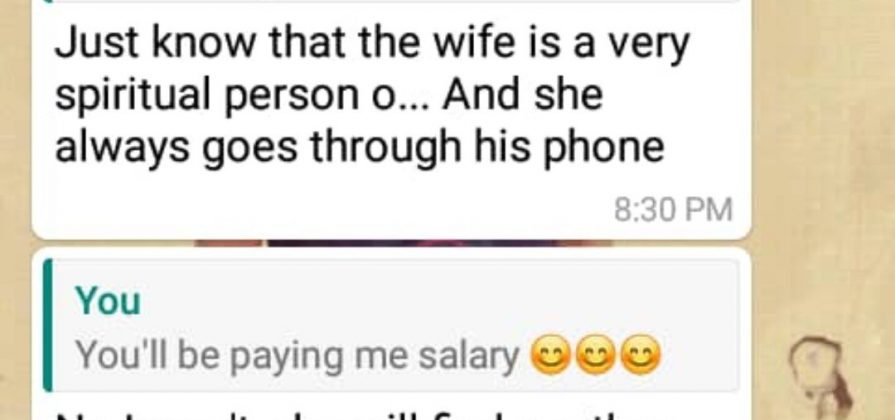 Just know that the wife is a very
spiritual person o... And she
always goes through his phone
8:30 PM
You
You'll be paying me salary 😊😊😊